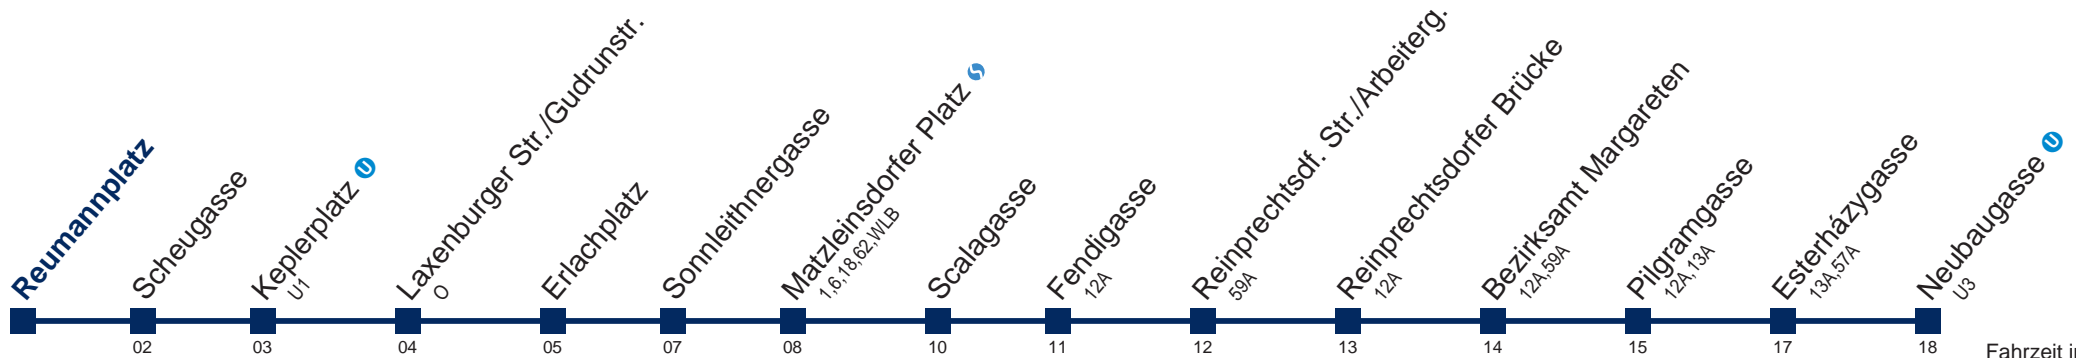 Reumannplatz
Scheugasse
Keplerplatz U
U1
Laxenburger Str./Gudrunstr.
O
Erlachplatz
Sonnleithnergasse
Matzleinsdorfer Platz S
1,6,18,62,WLB
Scalagasse
Fendigasse
12A
Reinprechtsdf. Str./Arbeiterg.
59A
Reinprechtsdorfer Brücke
12A
Bezirksamt Margareten
12A,59A
Pilgramgasse
12A,13A
Esterházygasse
13A,57A
Neubaugasse U
U3
02 03 04 05 07 08 10 11 12 13 14 15 17 18 Fahrzeit i